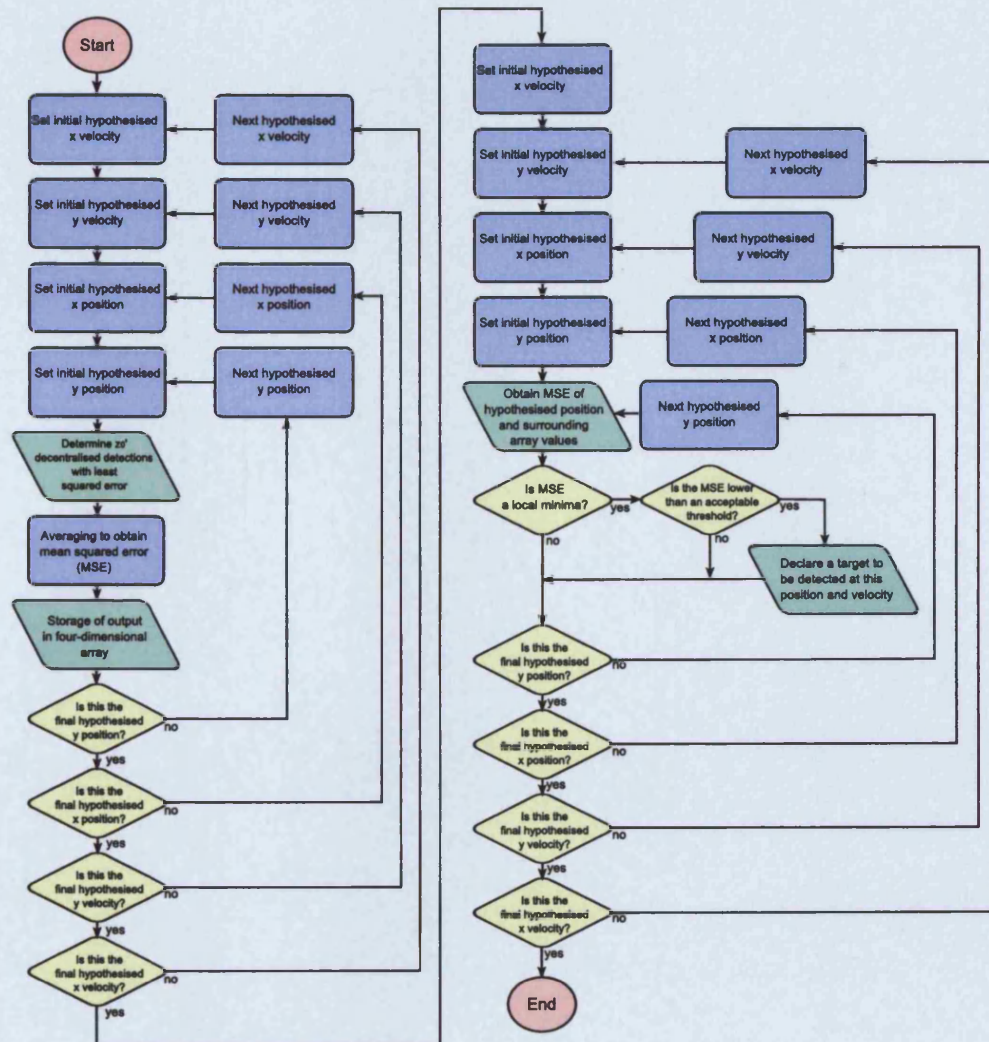 Start
Set initial hypothesised
x velocity
Next hypothesised
x velocity
Set initial hypothesised
y velocity
Next hypothesised
y velocity
Set initial hypothesised
x position
Next hypothesised
x position
Set initial hypothesised
y position
Next hypothesised
y position
Determine zs'
decentralised detections
with least
squared error
Averaging to obtain
mean squared error
(MSE)
Storage of output
in four-dimensional
array
Is this the
final hypothesised
y position?
no
yes
Is this the
final hypothesised
x position?
no
yes
Is this the
final hypothesised
y velocity?
no
yes
Is this the
final hypothesised
x velocity?
no
yes
Set initial hypothesised
x velocity
Set initial hypothesised
y velocity
Next hypothesised
x velocity
Set initial hypothesised
x position
Next hypothesised
y velocity
Set initial hypothesised
y position
Next hypothesised
x position
Obtain MSE of
hypothesised position
and surrounding
array values
Next hypothesised
y position
Is MSE
a local minima?
yes
no
Is the MSE lower
than an acceptable
threshold?
yes
no
Declare a target to
be detected at this
position and velocity
Is this the
final hypothesised
y position?
no
yes
Is this the
final hypothesised
x position?
no
yes
Is this the
final hypothesised
y velocity?
no
yes
Is this the
final hypothesised
x velocity?
no
yes
End